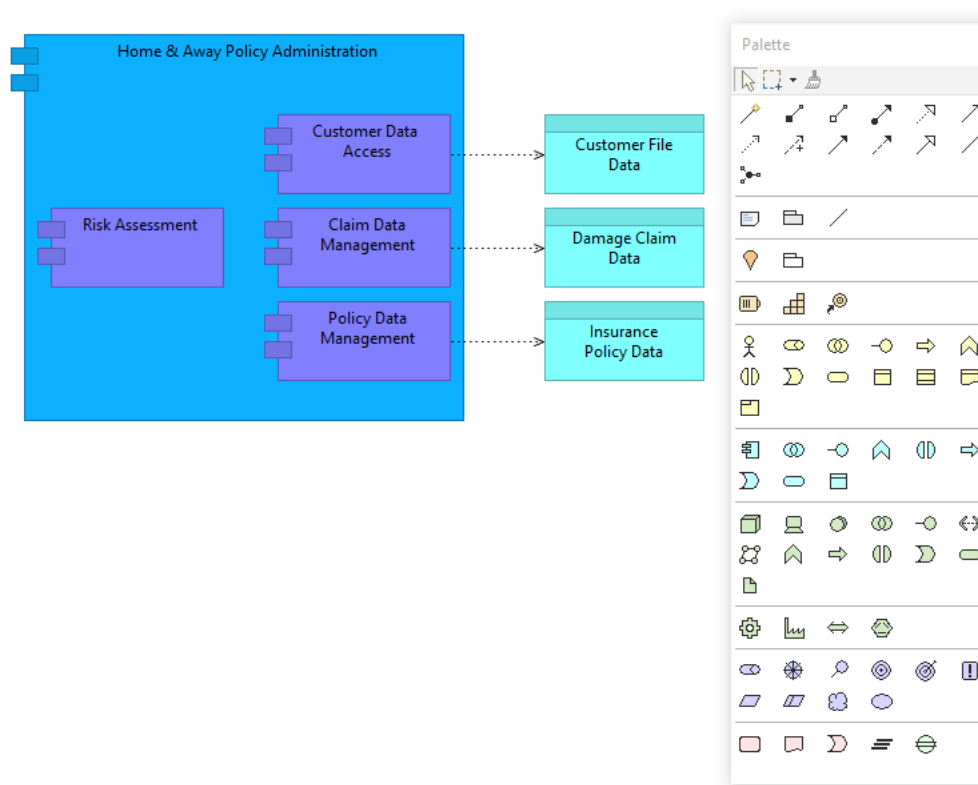 Home & Away Policy Administration
Palette
Customer Data
Access
Customer File
Data
Risk Assessment
Claim Data
Management
Damage Claim
Data
Policy Data
Management
Insurance
Policy Data